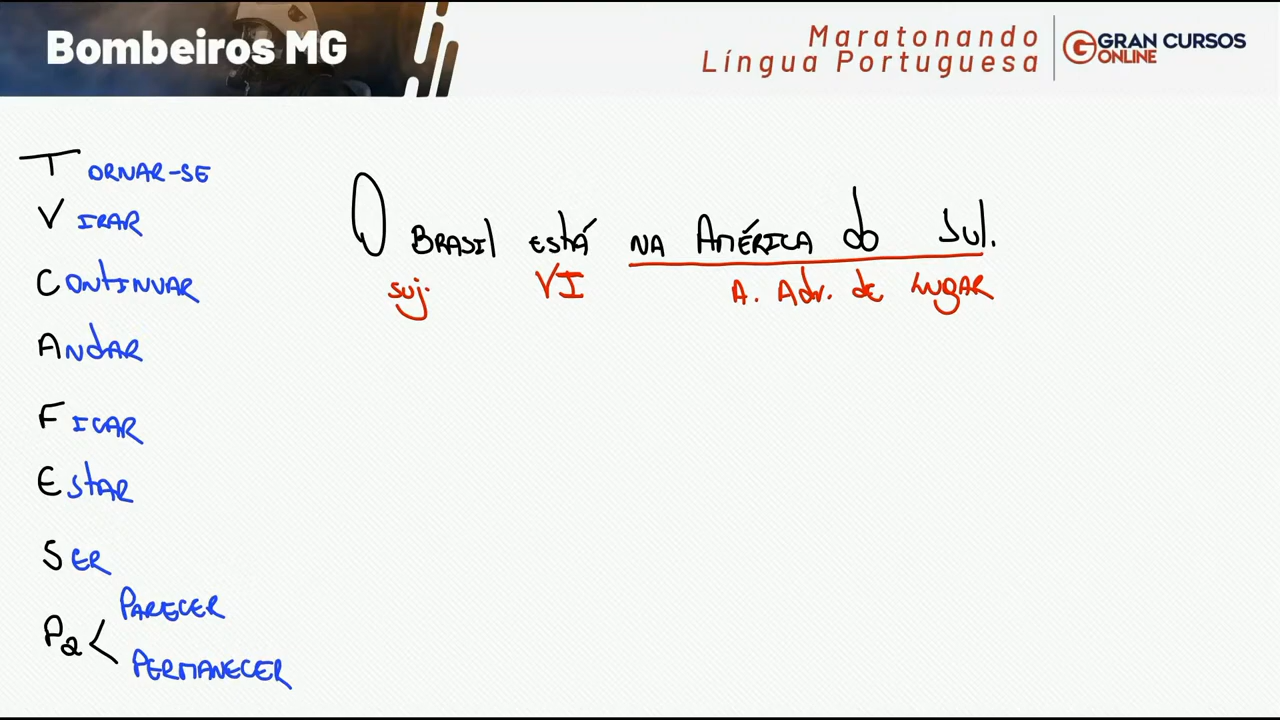 Bombeiros MG
Maratonando
Língua Portuguesa
GRAN CURSOS
ONLINE
TORNAR-SE
VIRAR
CONTINUAR
ANDAR
FICAR
ESTAR
SER
P2 < PARECER
PERMANECER
O BRASIL ESTÁ NA AMÉRICA do Sul.
suj. VI A. Adv. de LUGAR